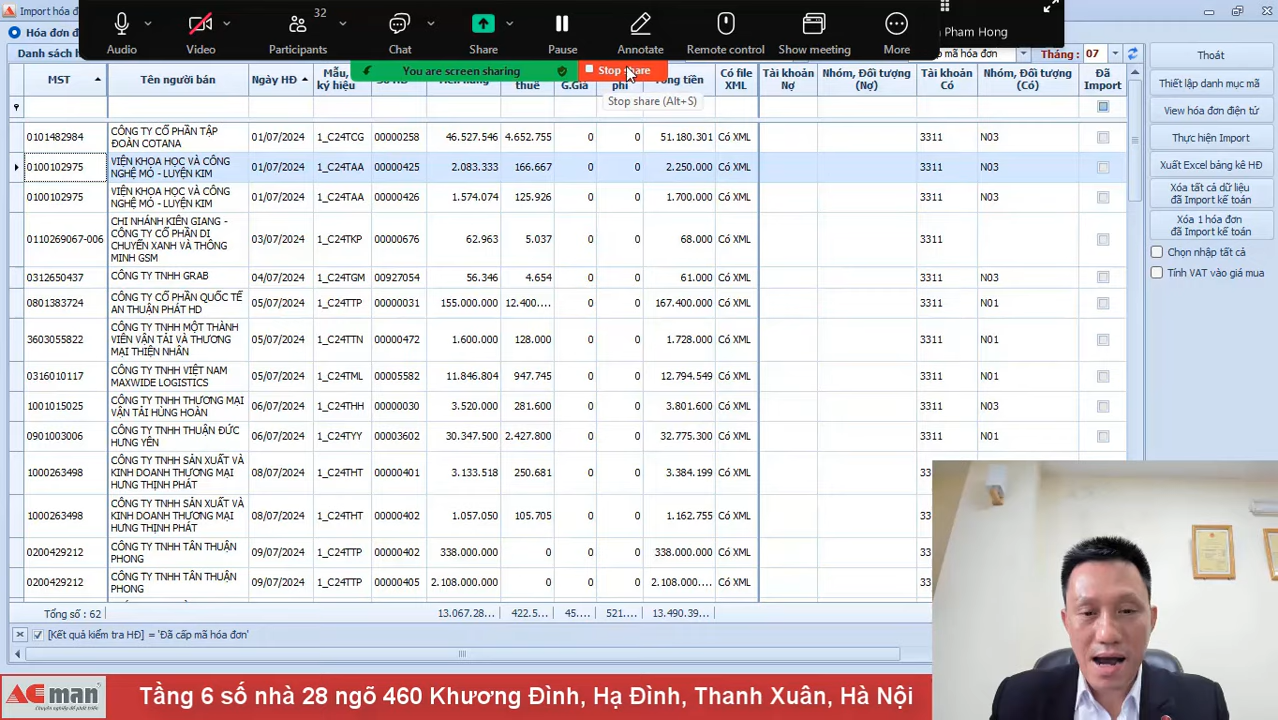 Import hóa đ
32
Audio
Video
Participants
Chat
Share
Pause
Annotate
Remote control
Show meeting
More
Pham Hong
Hóa đơn đ
Danh sách h
You are screen sharing
Stop share
mã hóa đơn
Tháng : 07
Stop share (Alt+S)
MST
Tên người bán
Ngày HĐ
Mẫu, ký hiệu
thuế
G.Giá
phí
Tổng tiền
Có file XML
Tài khoản Nợ
Nhóm, Đối tượng (Nợ)
Tài khoản Có
Nhóm, Đối tượng (Có)
Đã Import
0101482984 CÔNG TY CỔ PHẦN TẬP ĐOÀN COTANA 01/07/2024 1_C24TCG 00000258 46.527.546 4.652.755 0 0 51.180.301 Có XML 3311 N03
0100102975 VIỆN KHOA HỌC VÀ CÔNG NGHỆ MỎ - LUYỆN KIM 01/07/2024 1_C24TAA 00000425 2.083.333 166.667 0 0 2.250.000 Có XML 3311 N03
0100102975 VIỆN KHOA HỌC VÀ CÔNG NGHỆ MỎ - LUYỆN KIM 01/07/2024 1_C24TAA 00000426 1.574.074 125.926 0 0 1.700.000 Có XML 3311 N03
0110269067-006 CHI NHÁNH KIÊN GIANG - CÔNG TY CỔ PHẦN DI CHUYỂN XANH VÀ THÔNG MINH GSM 03/07/2024 1_C24TKP 00000676 62.963 5.037 0 0 68.000 Có XML 3311
0312650437 CÔNG TY TNHH GRAB 04/07/2024 1_C24TGM 00927054 56.346 4.654 0 0 61.000 Có XML 3311 N03
0801383724 CÔNG TY CỔ PHẦN QUỐC TẾ AN THUẬN PHÁT HD 05/07/2024 1_C24TTP 00000031 155.000.000 12.400.... 0 0 167.400.000 Có XML 3311 N01
3603055822 CÔNG TY TNHH MỘT THÀNH VIÊN VẬN TẢI VÀ THƯƠNG MẠI THIỆN NHÂN 05/07/2024 1_C24TTN 00000472 1.600.000 128.000 0 0 1.728.000 Có XML 3311 N03
0316010117 CÔNG TY TNHH VIỆT NAM MAXWIDE LOGISTICS 05/07/2024 1_C24TML 00005582 11.846.804 947.745 0 0 12.794.549 Có XML 3311 N01
1001015025 CÔNG TY TNHH THƯƠNG MẠI VẬN TẢI HÙNG HOÀN 06/07/2024 1_C24THH 00000030 3.520.000 281.600 0 0 3.801.600 Có XML 3311 N03
0901003006 CÔNG TY TNHH THUẬN ĐỨC HƯNG YÊN 06/07/2024 1_C24TYY 00003602 30.347.500 2.427.800 0 0 32.775.300 Có XML 3311 N01
1000263498 CÔNG TY TNHH SẢN XUẤT VÀ KINH DOANH THƯƠNG MẠI HƯNG THỊNH PHÁT 08/07/2024 1_C24THT 00000401 3.133.518 250.681 0 0 3.384.199 Có XML 33
1000263498 CÔNG TY TNHH SẢN XUẤT VÀ KINH DOANH THƯƠNG MẠI HƯNG THỊNH PHÁT 08/07/2024 1_C24THT 00000402 1.057.050 105.705 0 0 1.162.755 Có XML 33
0200429212 CÔNG TY TNHH TÂN THUẬN PHONG 09/07/2024 1_C24TTP 00000402 338.000.000 0 0 0 338.000.000 Có XML 33
0200429212 CÔNG TY TNHH TÂN THUẬN PHONG 09/07/2024 1_C24TTP 00000405 2.108.000.000 0 0 0 2.108.000.... Có XML 33
Tổng số : 62 13.067.28... 422.5... 45.... 521.... 13.490.39...
[Kết quả kiểm tra HĐ] = 'Đã cấp mã hóa đơn'
Thoát
Thiết lập danh mục mã
View hóa đơn điện tử
Thực hiện Import
Xuất Excel bảng kê HĐ
Xóa tất cả dữ liệu
đã Import kế toán
Xóa 1 hóa đơn
đã Import kế toán
Chọn nhập tất cả
Tính VAT vào giá mua
ACman
Chuyên nghiệp để phát triển
Tầng 6 số nhà 28 ngõ 460 Khương Đình, Hạ Đình, Thanh Xuân, Hà Nội